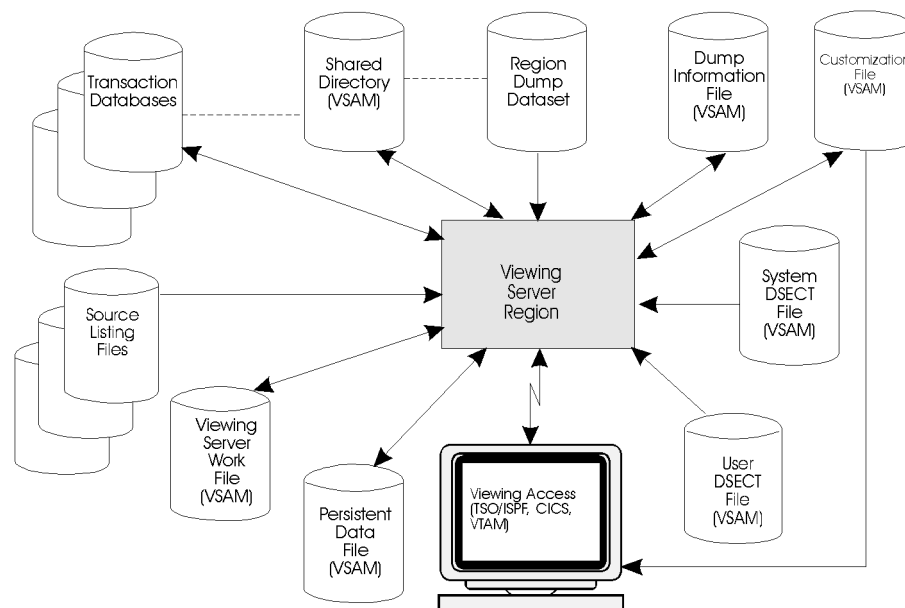 Transaction
Databases
Shared
Directory
(VSAM)
Region
Dump
Dataset
Dump
Information
File
(VSAM)
Customization
File
(VSAM)
Viewing
Server
Region
System
DSECT
File
(VSAM)
Source
Listing
Files
Viewing
Server
Work
File
(VSAM)
Persistent
Data
File
(VSAM)
Viewing Access
(TSO/ISPF, CICS,
VTAM)
User
DSECT
File
(VSAM)